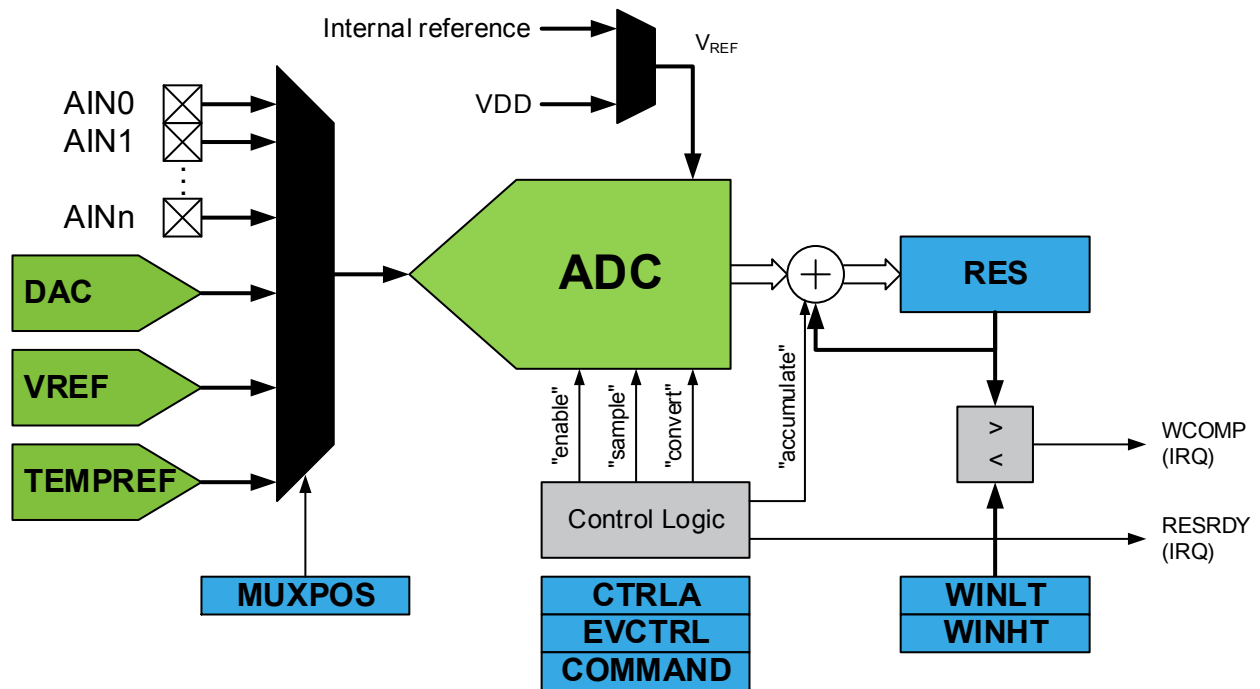 Internal reference
VREF
VDD
AIN0
AIN1
AINn
DAC
VREF
TEMPREF
MUXPOS
ADC
"enable"
"sample"
"convert"
"accumulate"
Control Logic
CTRLA
EVCTRL
COMMAND
RES
>
<
WCOMP
(IRQ)
RESRDY
(IRQ)
WINLT
WINHT